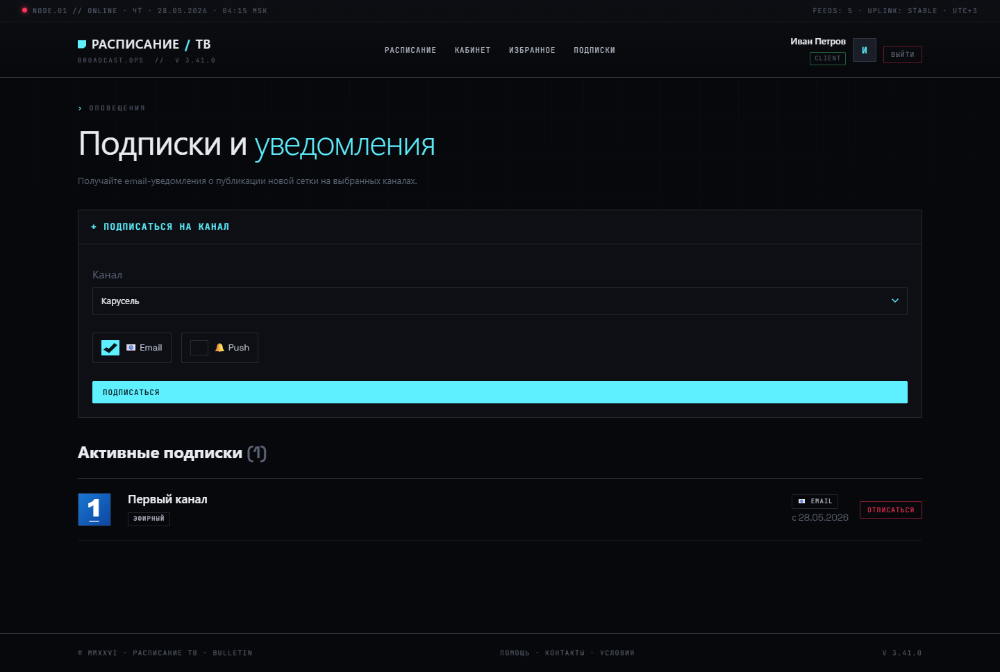 NODE.01 // ONLINE · ЧТ · 28.05.2026 · 04:15 MSK
FEEDS: 5 · UPLINK: STABLE · UTC+3
РАСПИСАНИЕ / ТВ
BROADCAST.OPS // V 3.41.0
РАСПИСАНИЕ
КАБИНЕТ
ИЗБРАННОЕ
ПОДПИСКИ
Иван Петров
CLIENT
И
ВЫЙТИ
› ОПОВЕЩЕНИЯ
Подписки и уведомления
Получайте email-уведомления о публикации новой сетки на выбранных каналах.
+ ПОДПИСАТЬСЯ НА КАНАЛ
Канал
Карусель
Email
Push
ПОДПИСАТЬСЯ
Активные подписки (1)
1
Первый канал
ЭФИРНЫЙ
EMAIL
с 28.05.2026
ОТПИСАТЬСЯ
© MMXXVI · РАСПИСАНИЕ ТВ · BULLETIN
ПОМОЩЬ · КОНТАКТЫ · УСЛОВИЯ
V 3.41.0